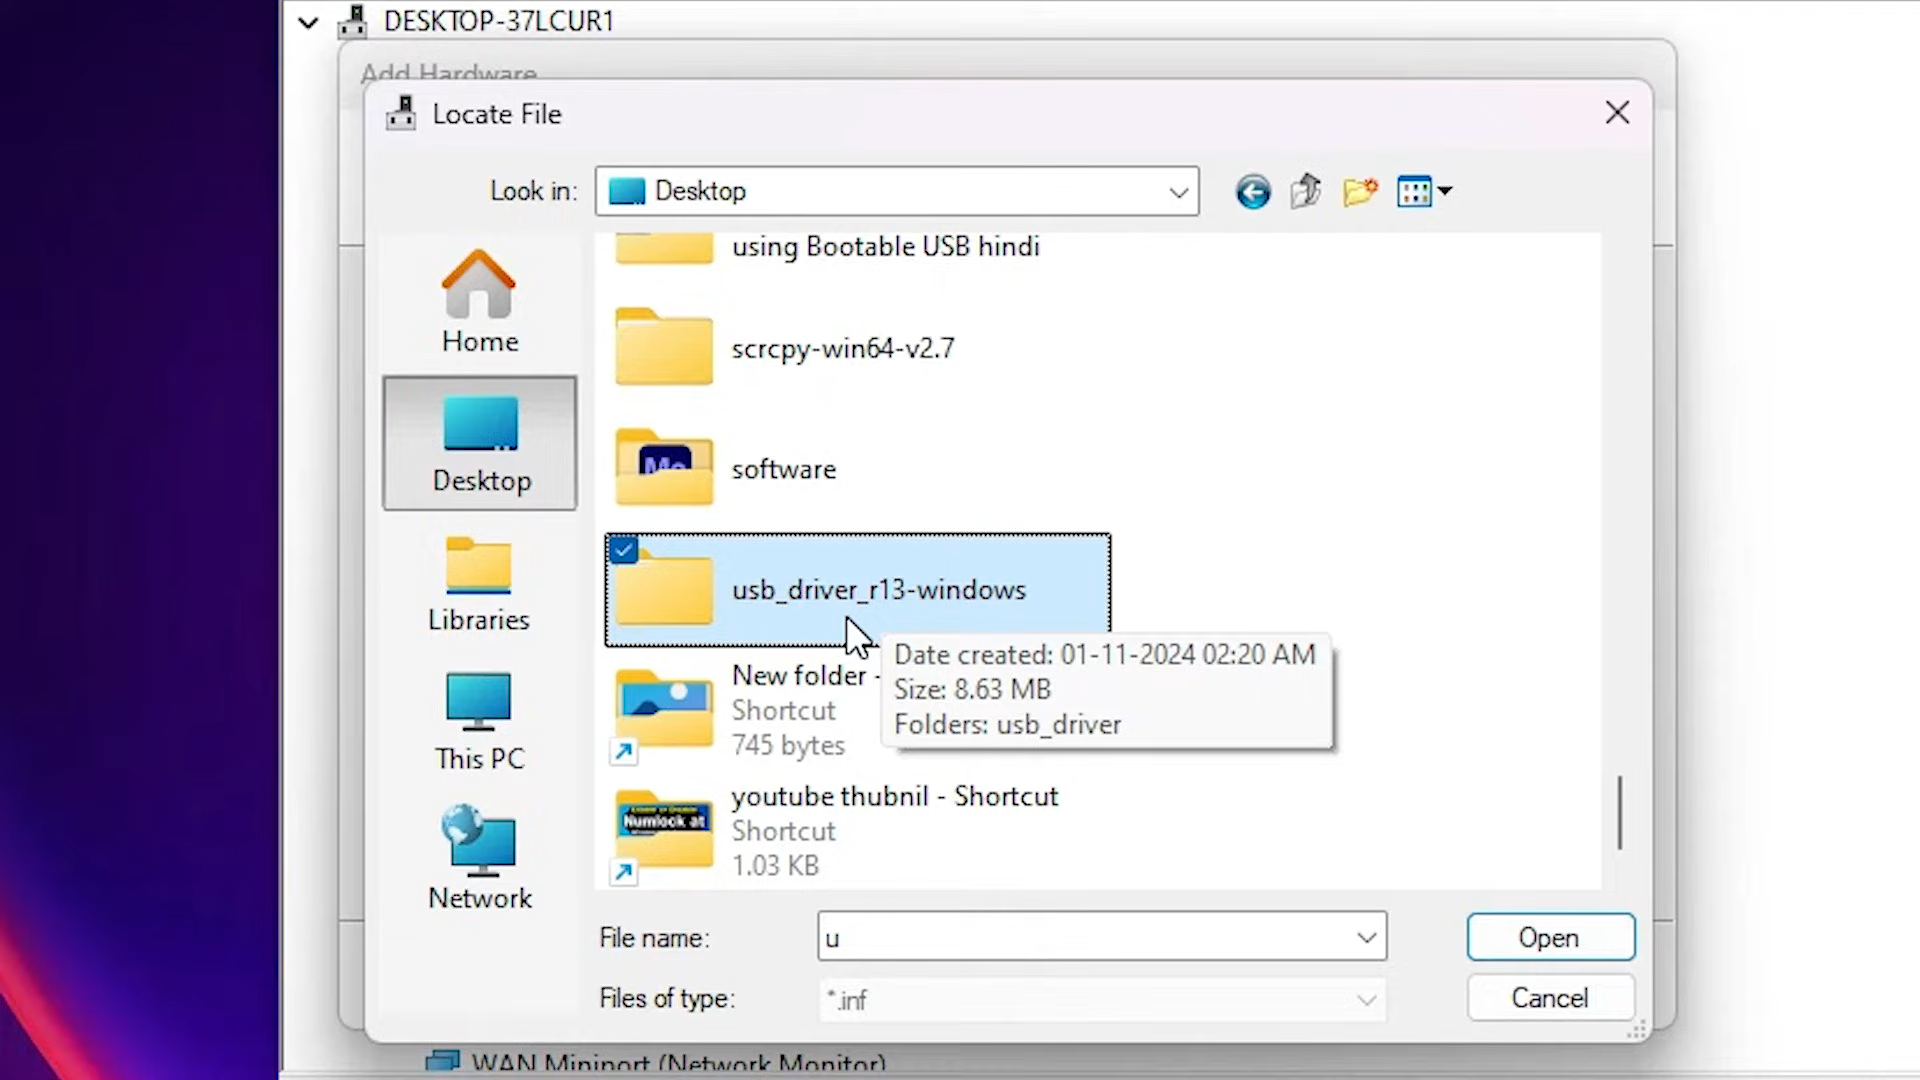 DESKTOP-37LCUR1
Add Hardware
Locate File
Look in:
Desktop
Home
Desktop
Libraries
This PC
Network
using Bootable USB hindi
scrcpy-win64-v2.7
software
usb_driver_r13-windows
Date created: 01-11-2024 02:20 AM
Size: 8.63 MB
Folders: usb_driver
New folder -
Shortcut
745 bytes
youtube thubnil - Shortcut
Numlock at
Shortcut
1.03 KB
File name:
u
Open
Files of type:
*.inf
Cancel
WAN Miniport (Network Monitor)